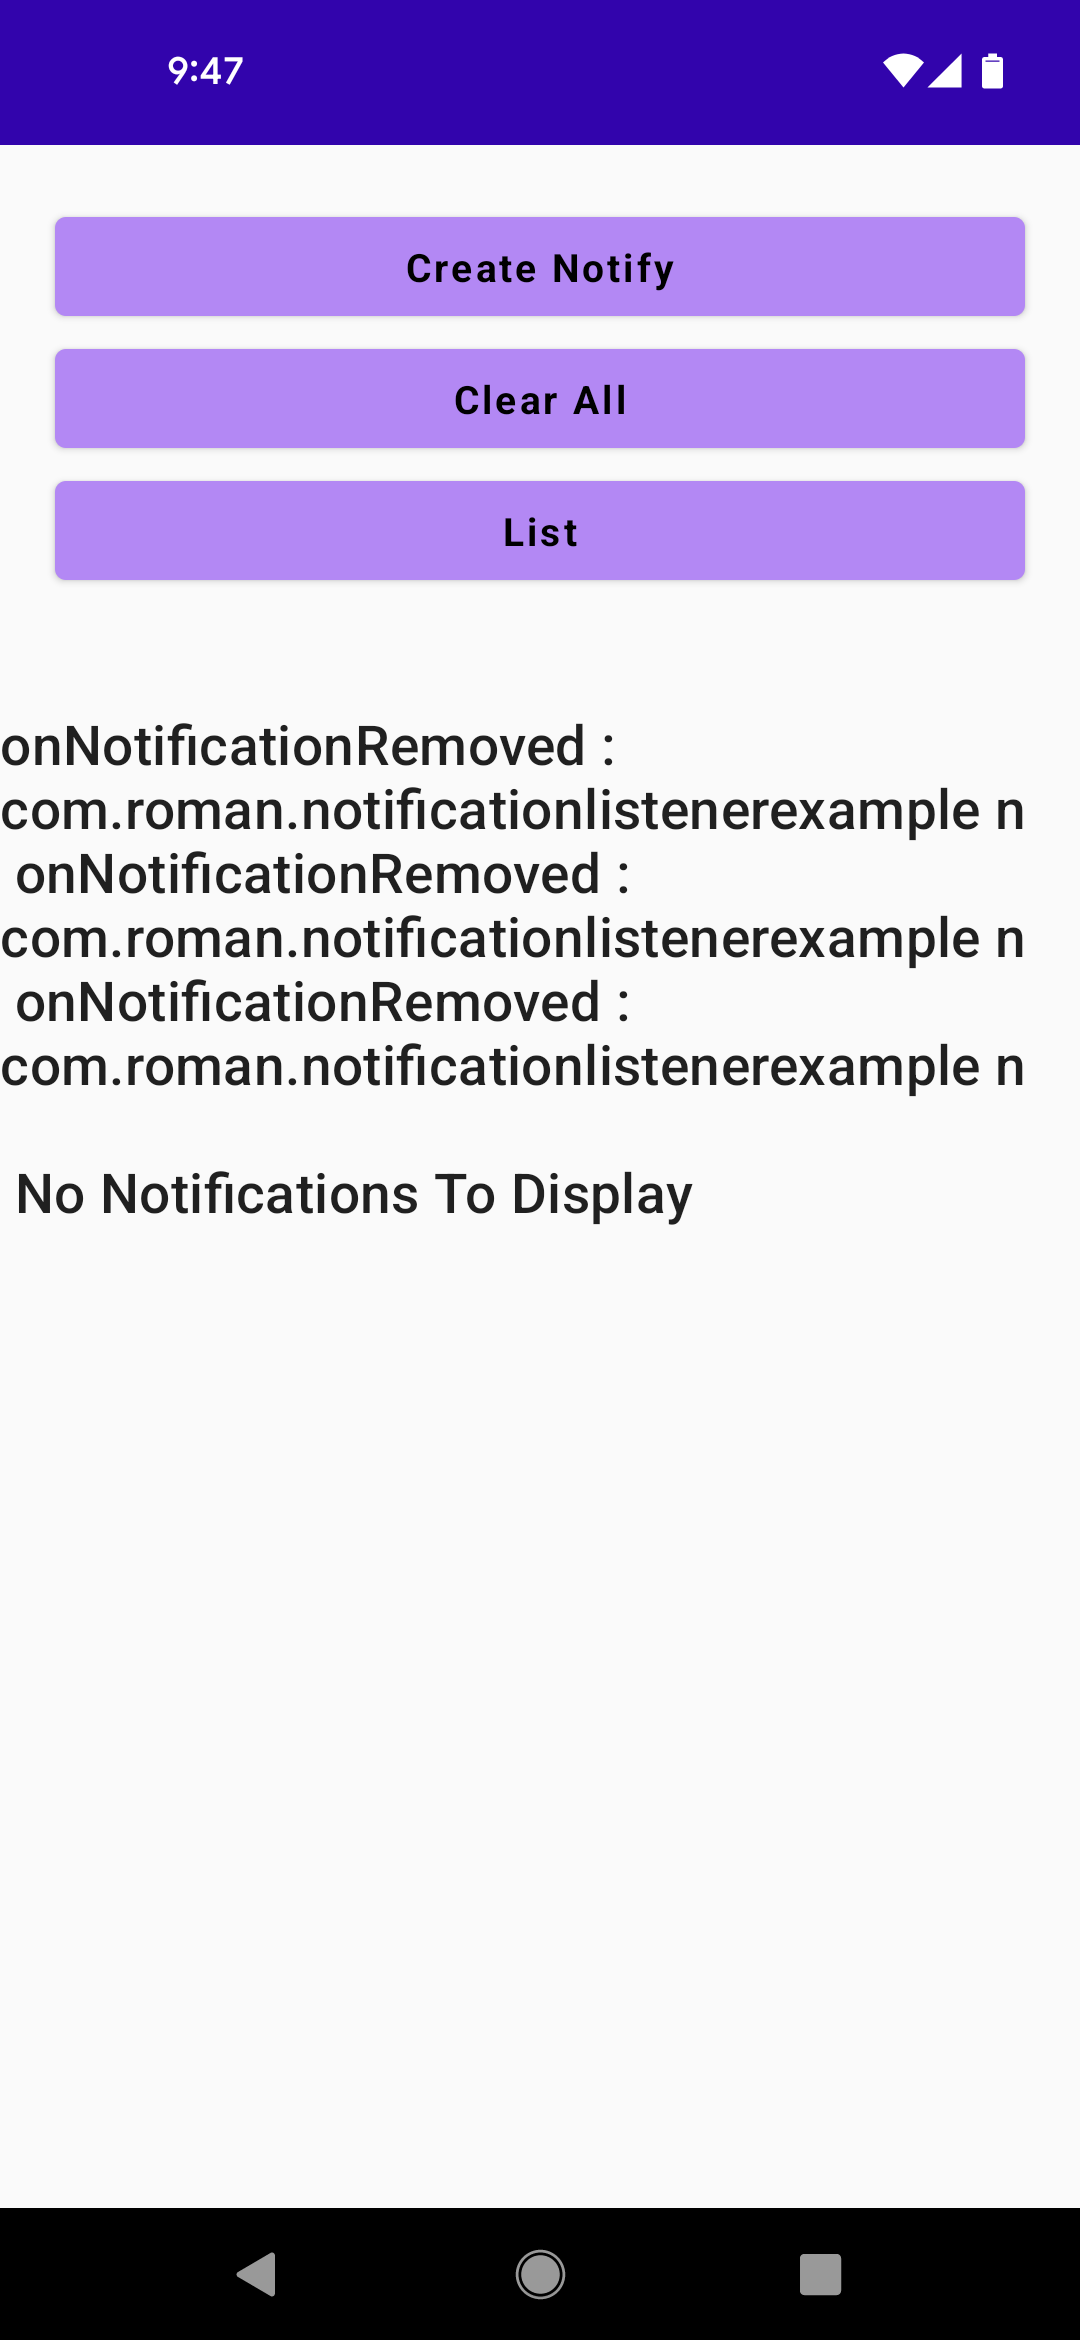 9:47
Create Notify
Clear All
List
onNotificationRemoved :
com.roman.notificationlistenerexample n
onNotificationRemoved :
com.roman.notificationlistenerexample n
onNotificationRemoved :
com.roman.notificationlistenerexample n
No Notifications To Display